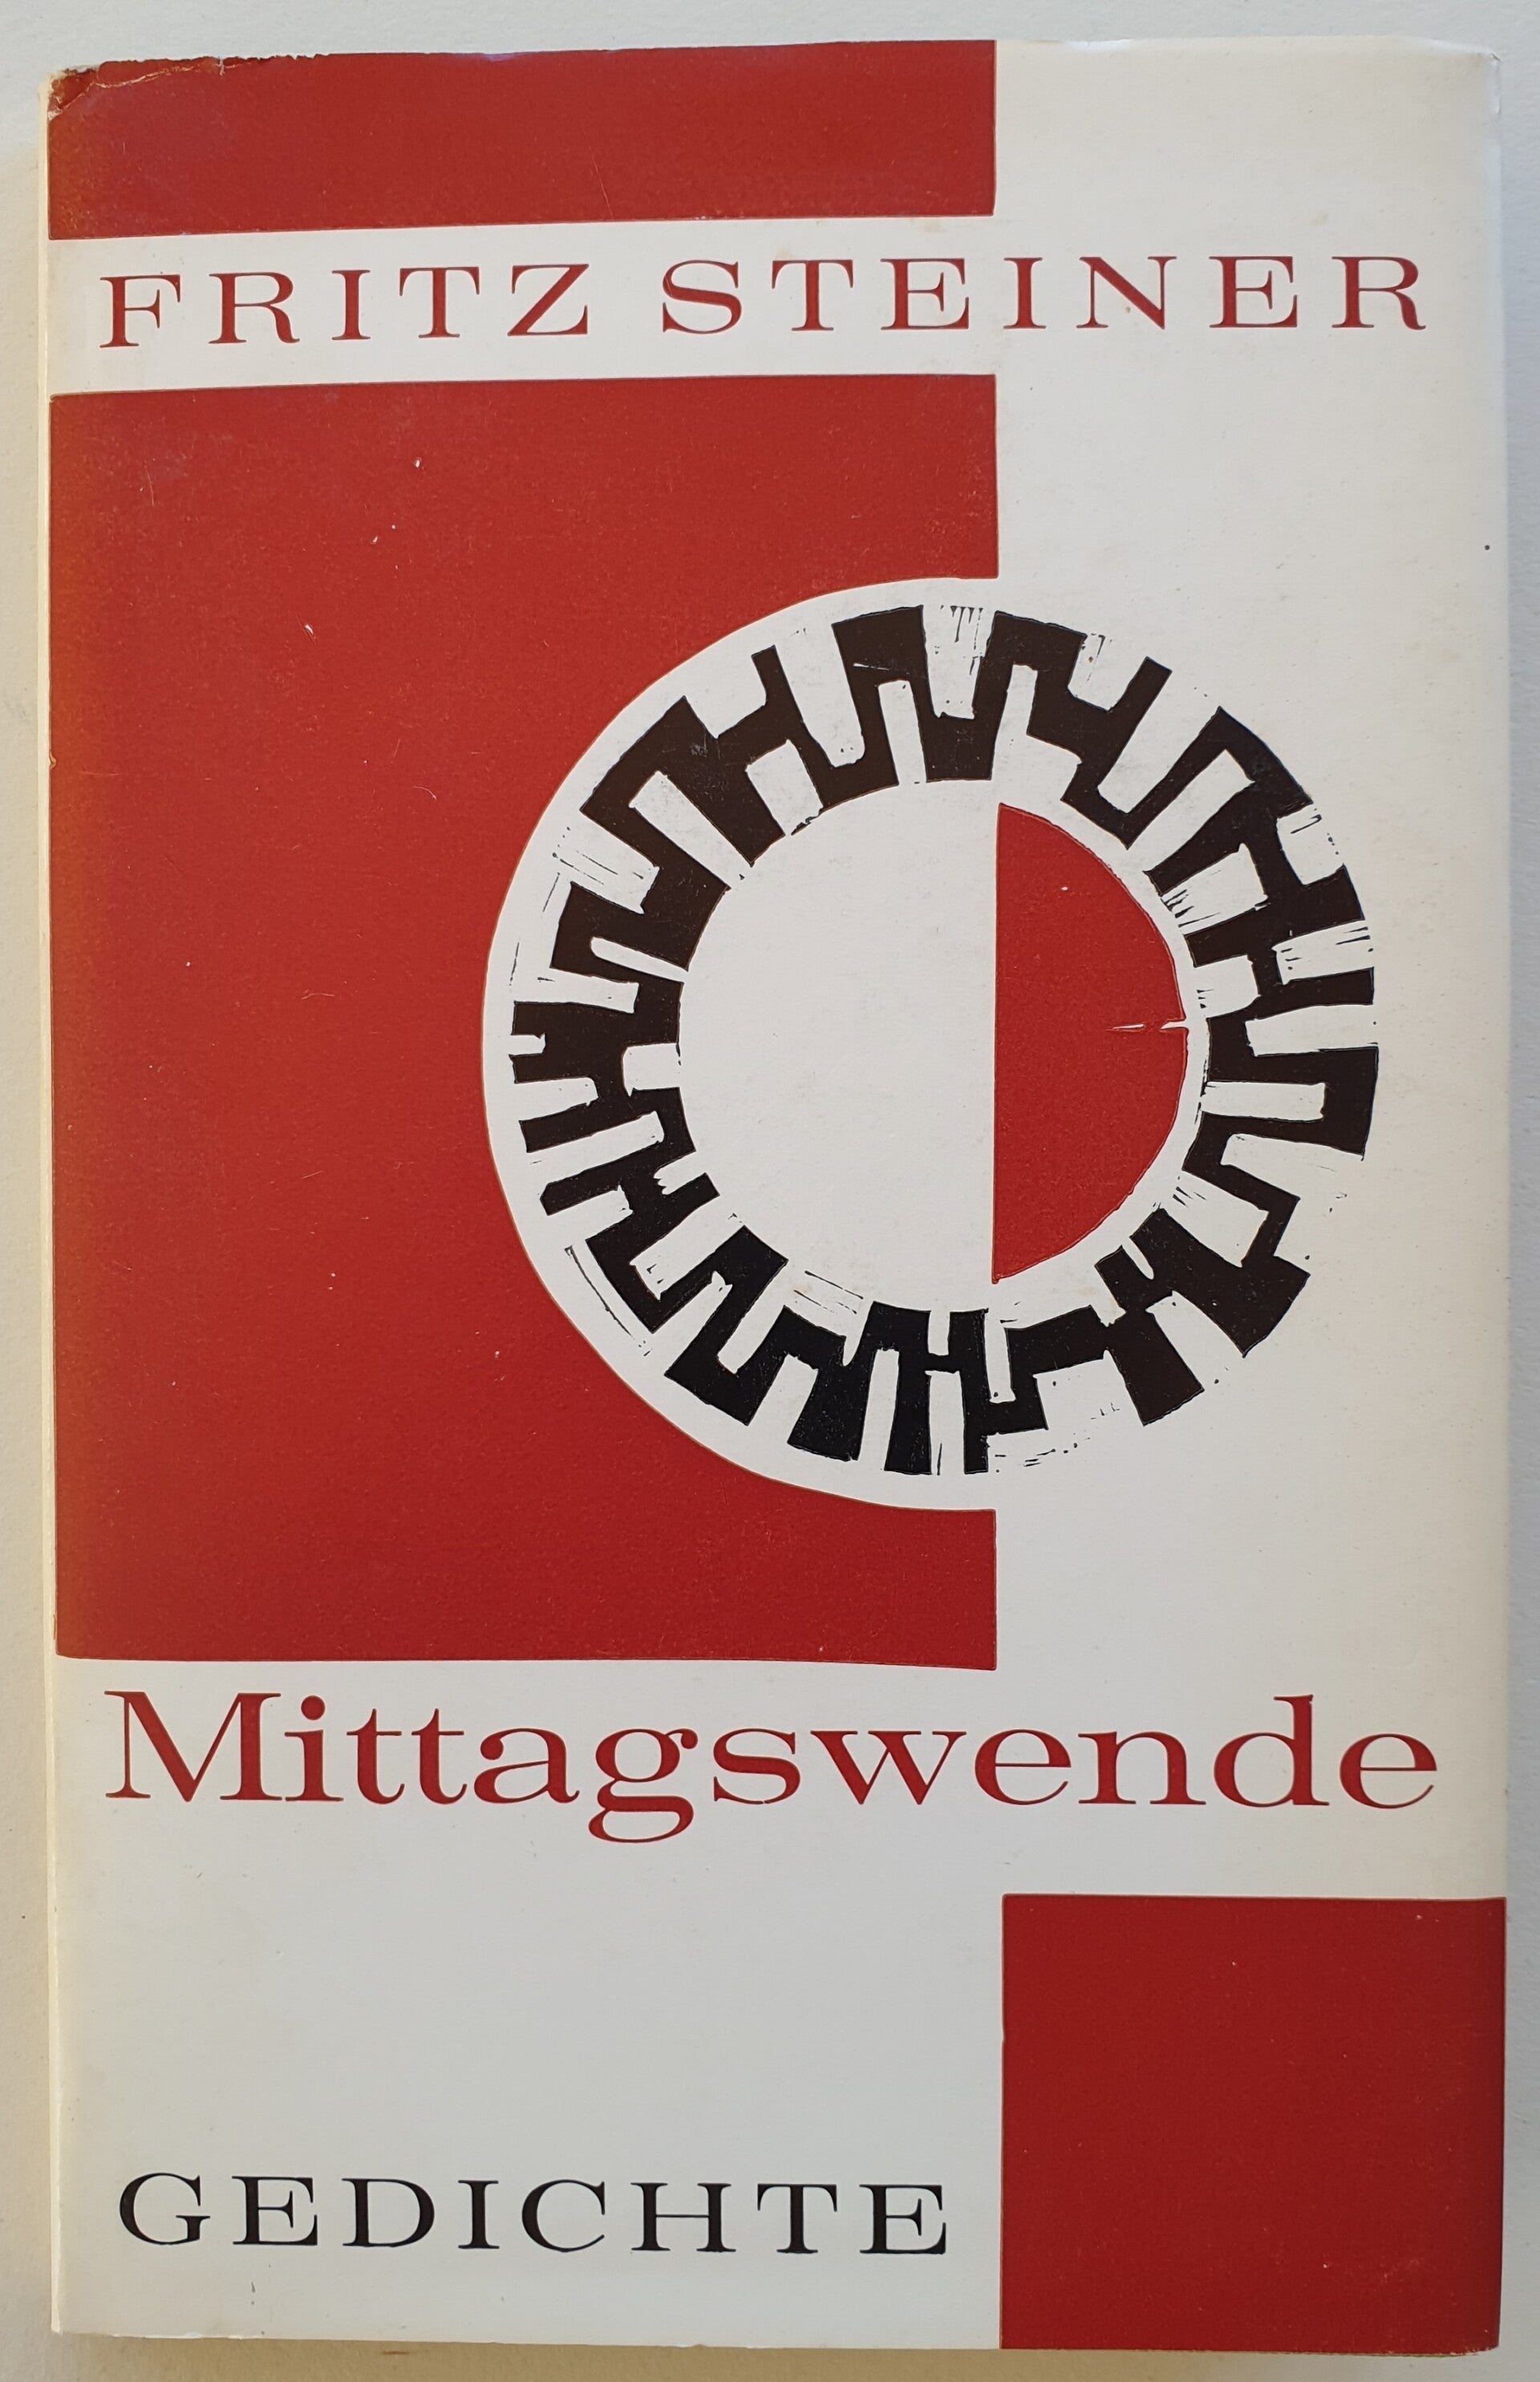 FRITZ STEINER
Mittagswende
GEDICHTE